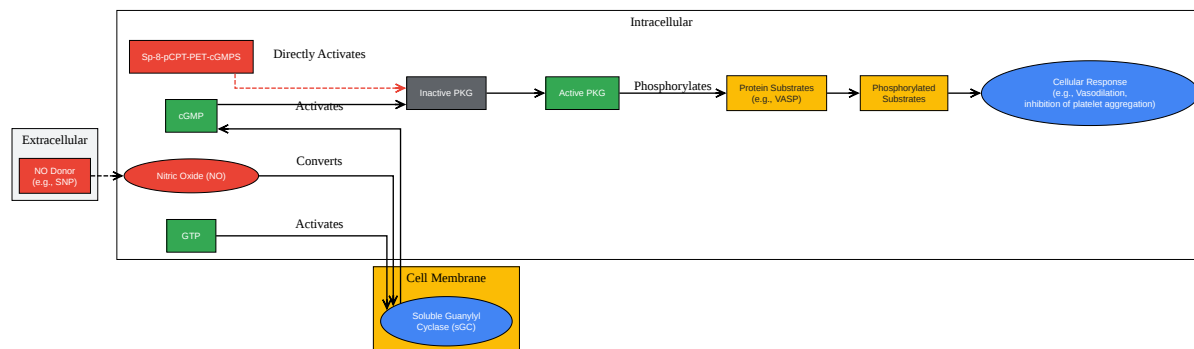 Intracellular
Sp-8-pCPT-PET-cGMPS
Directly Activates
Inactive PKG
Active PKG
Phosphorylates
Protein Substrates
(e.g., VASP)
Phosphorylated
Substrates
Cellular Response
(e.g., Vasodilation,
inhibition of platelet aggregation)
cGMP
Activates
Extracellular
NO Donor
(e.g., SNP)
Nitric Oxide (NO)
Converts
GTP
Activates
Cell Membrane
Soluble Guanylyl
Cyclase (sGC)